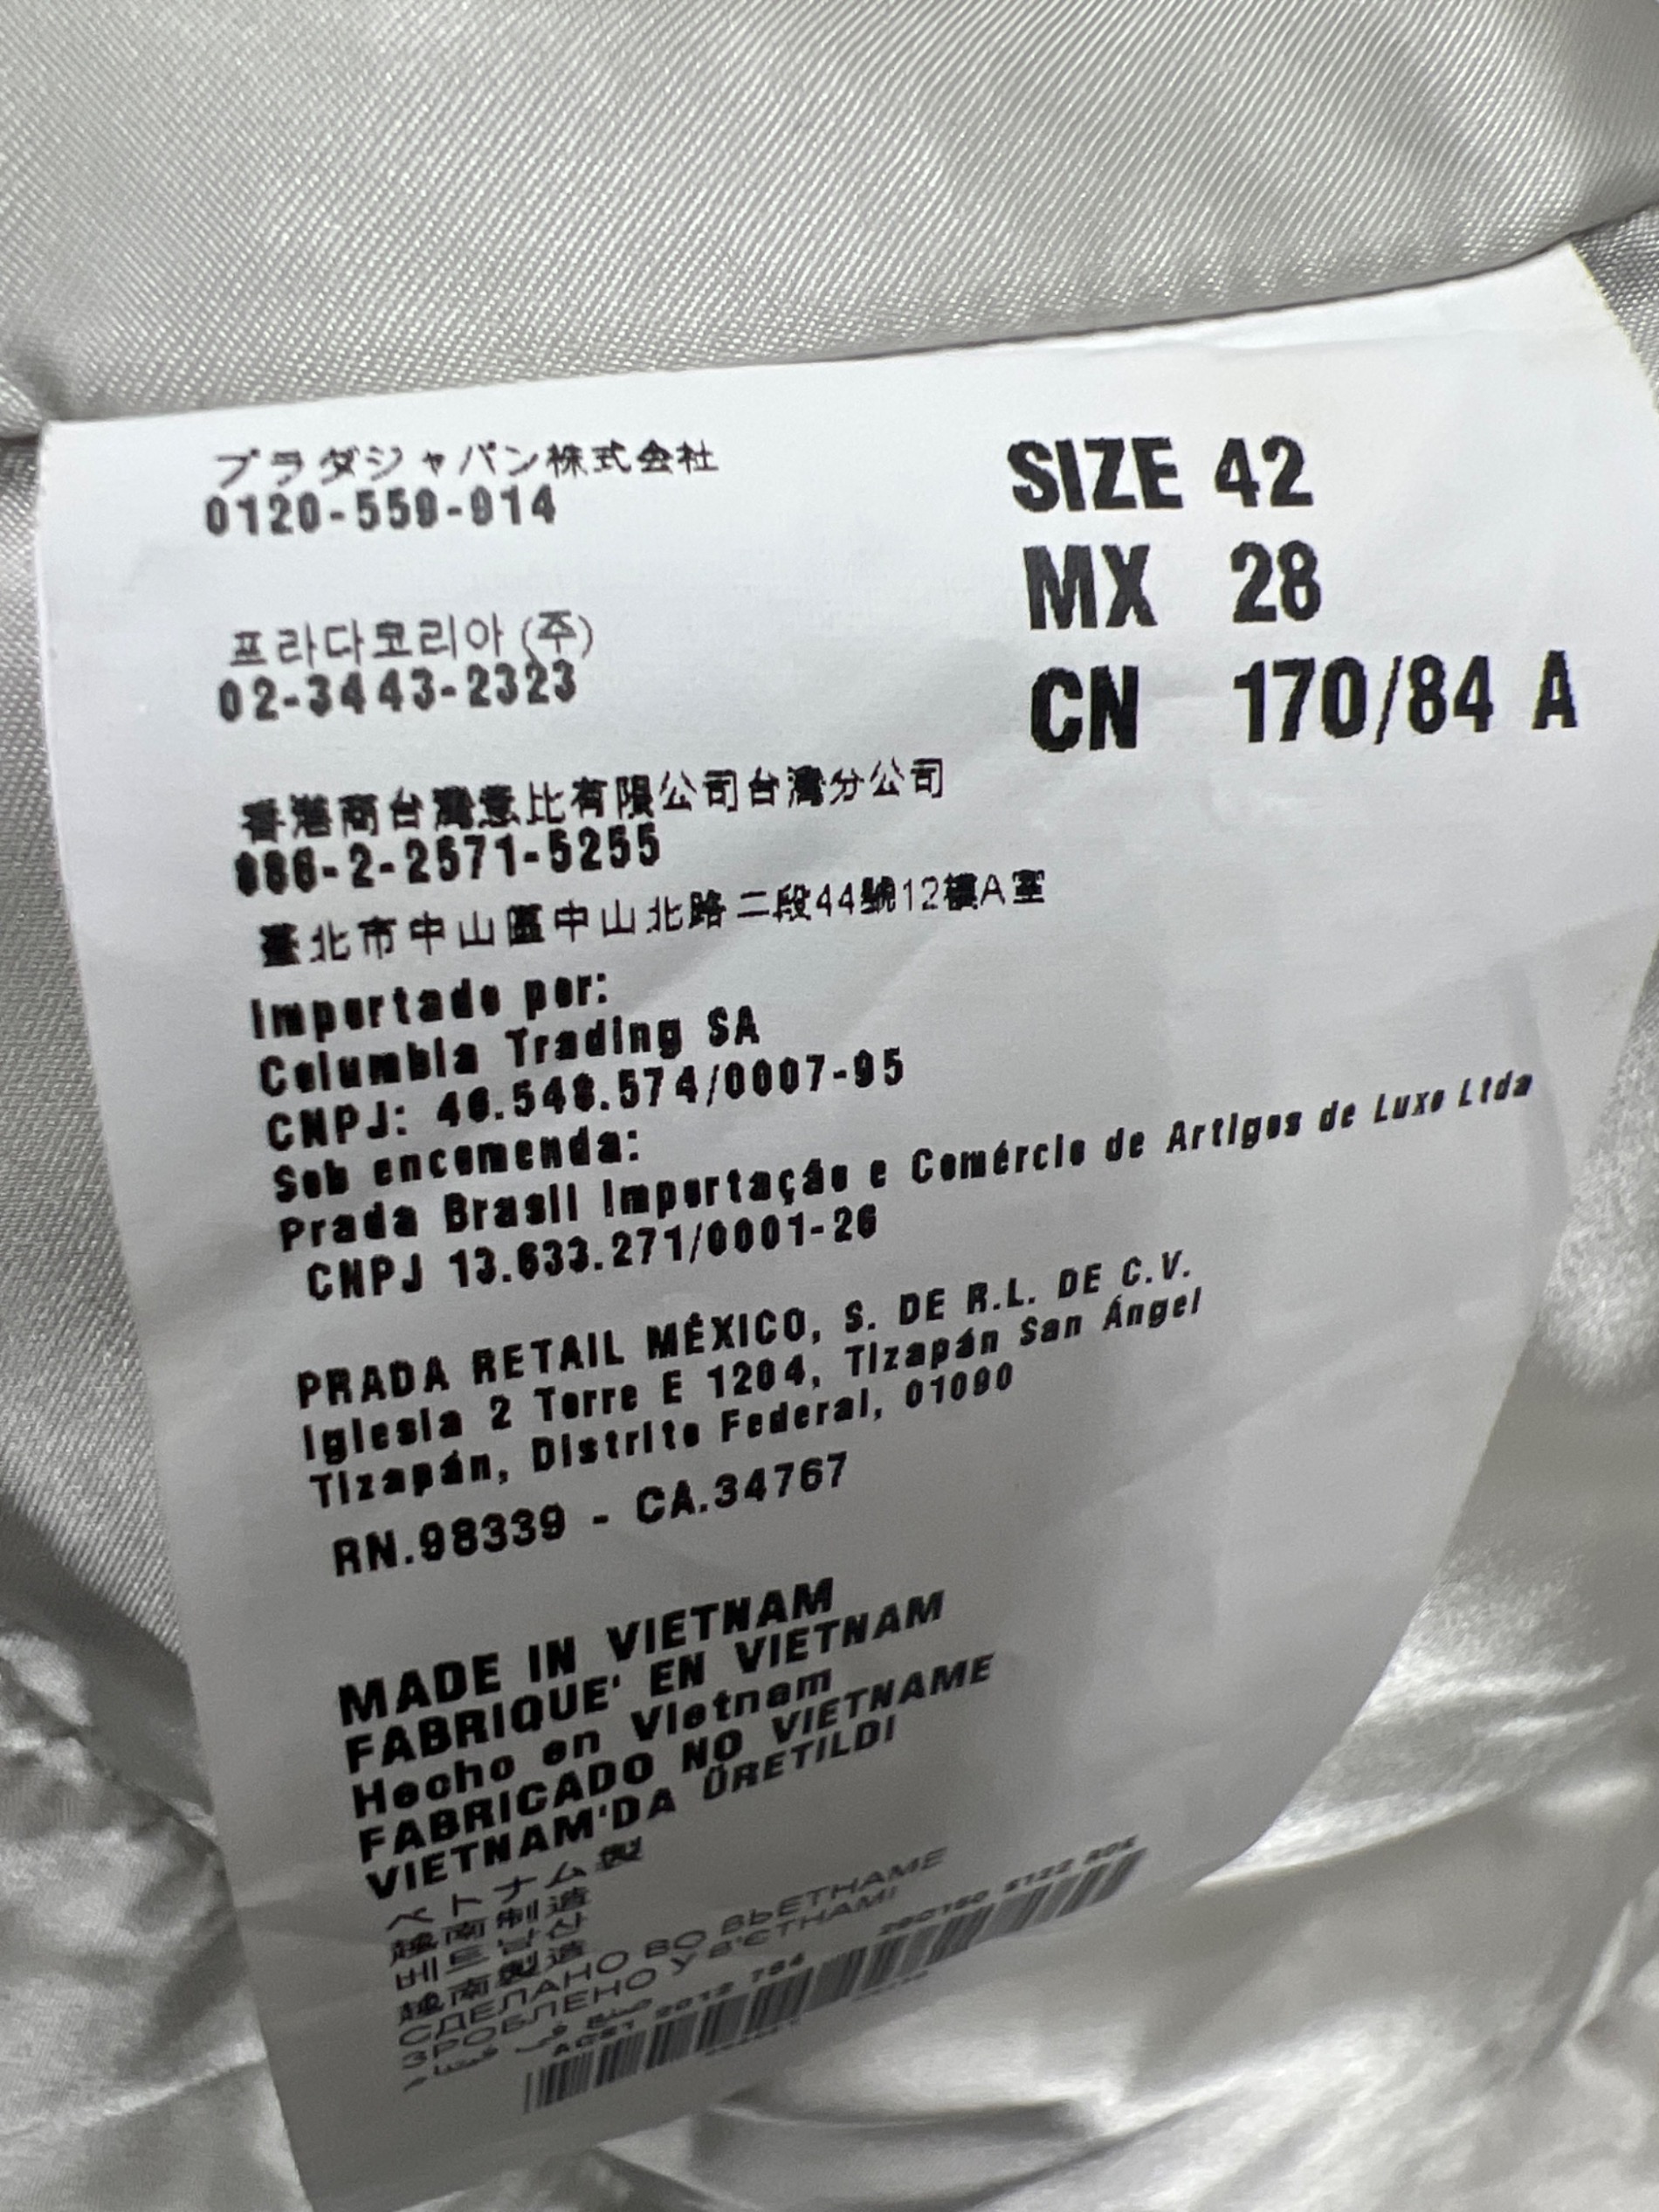 プラダジャパン株式会社
0120-559-914
프라다코리아(주)
02-3443-2323
香港商台灣意比有限公司台灣分公司
886-2-2571-5255
臺北市中山區中山北路二段44號12樓A室
Importado por:
Columbia Trading SA
CNPJ: 46.548.574/0007-95
Sob encomenda:
Prada Brasil Importação e Comércio de Artigos de Luxo Ltda
CNPJ 13.633.271/0001-26
PRADA RETAIL MÉXICO, S. DE R.L. DE C.V.
Iglesia 2 Torre E 1204, Tizapán San Ángel
Tizapán, Distrito Federal, 01090
RN.98339 - CA.34767
SIZE 42
MX 28
CN 170/84 A
MADE IN VIETNAM
FABRIQUE' EN VIETNAM
Hecho en Vietnam
FABRICADO NO VIETNAME
VIETNAM'DA ÜRETILDI
ベトナム製
越南制造
베트남산
越南製造
СДЕЛАНО ВО ВЬЕТНАМЕ
ЗРОБЛЕНО У В'ЄТНАМІ
صنع في فيتنام